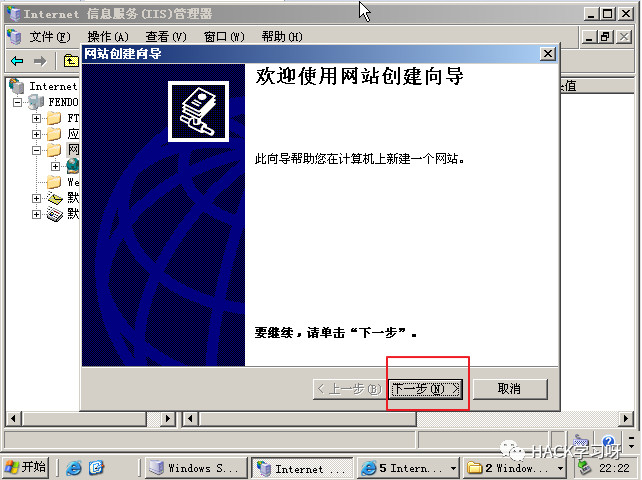 Internet 信息服务(IIS)管理器
文件(F) 操作(A) 查看(V) 窗口(W) 帮助(H)
网站创建向导
欢迎使用网站创建向导
此向导帮助您在计算机上新建一个网站。
要继续，请单击“下一步”。
< 上一步(B)
下一步(N) >
取消
Internet
FENDO
FT
应
网
We
默
默
值
HACK学习呀
开始
Windows S...
Internet ...
5 Intern...
2 Window...
22:22